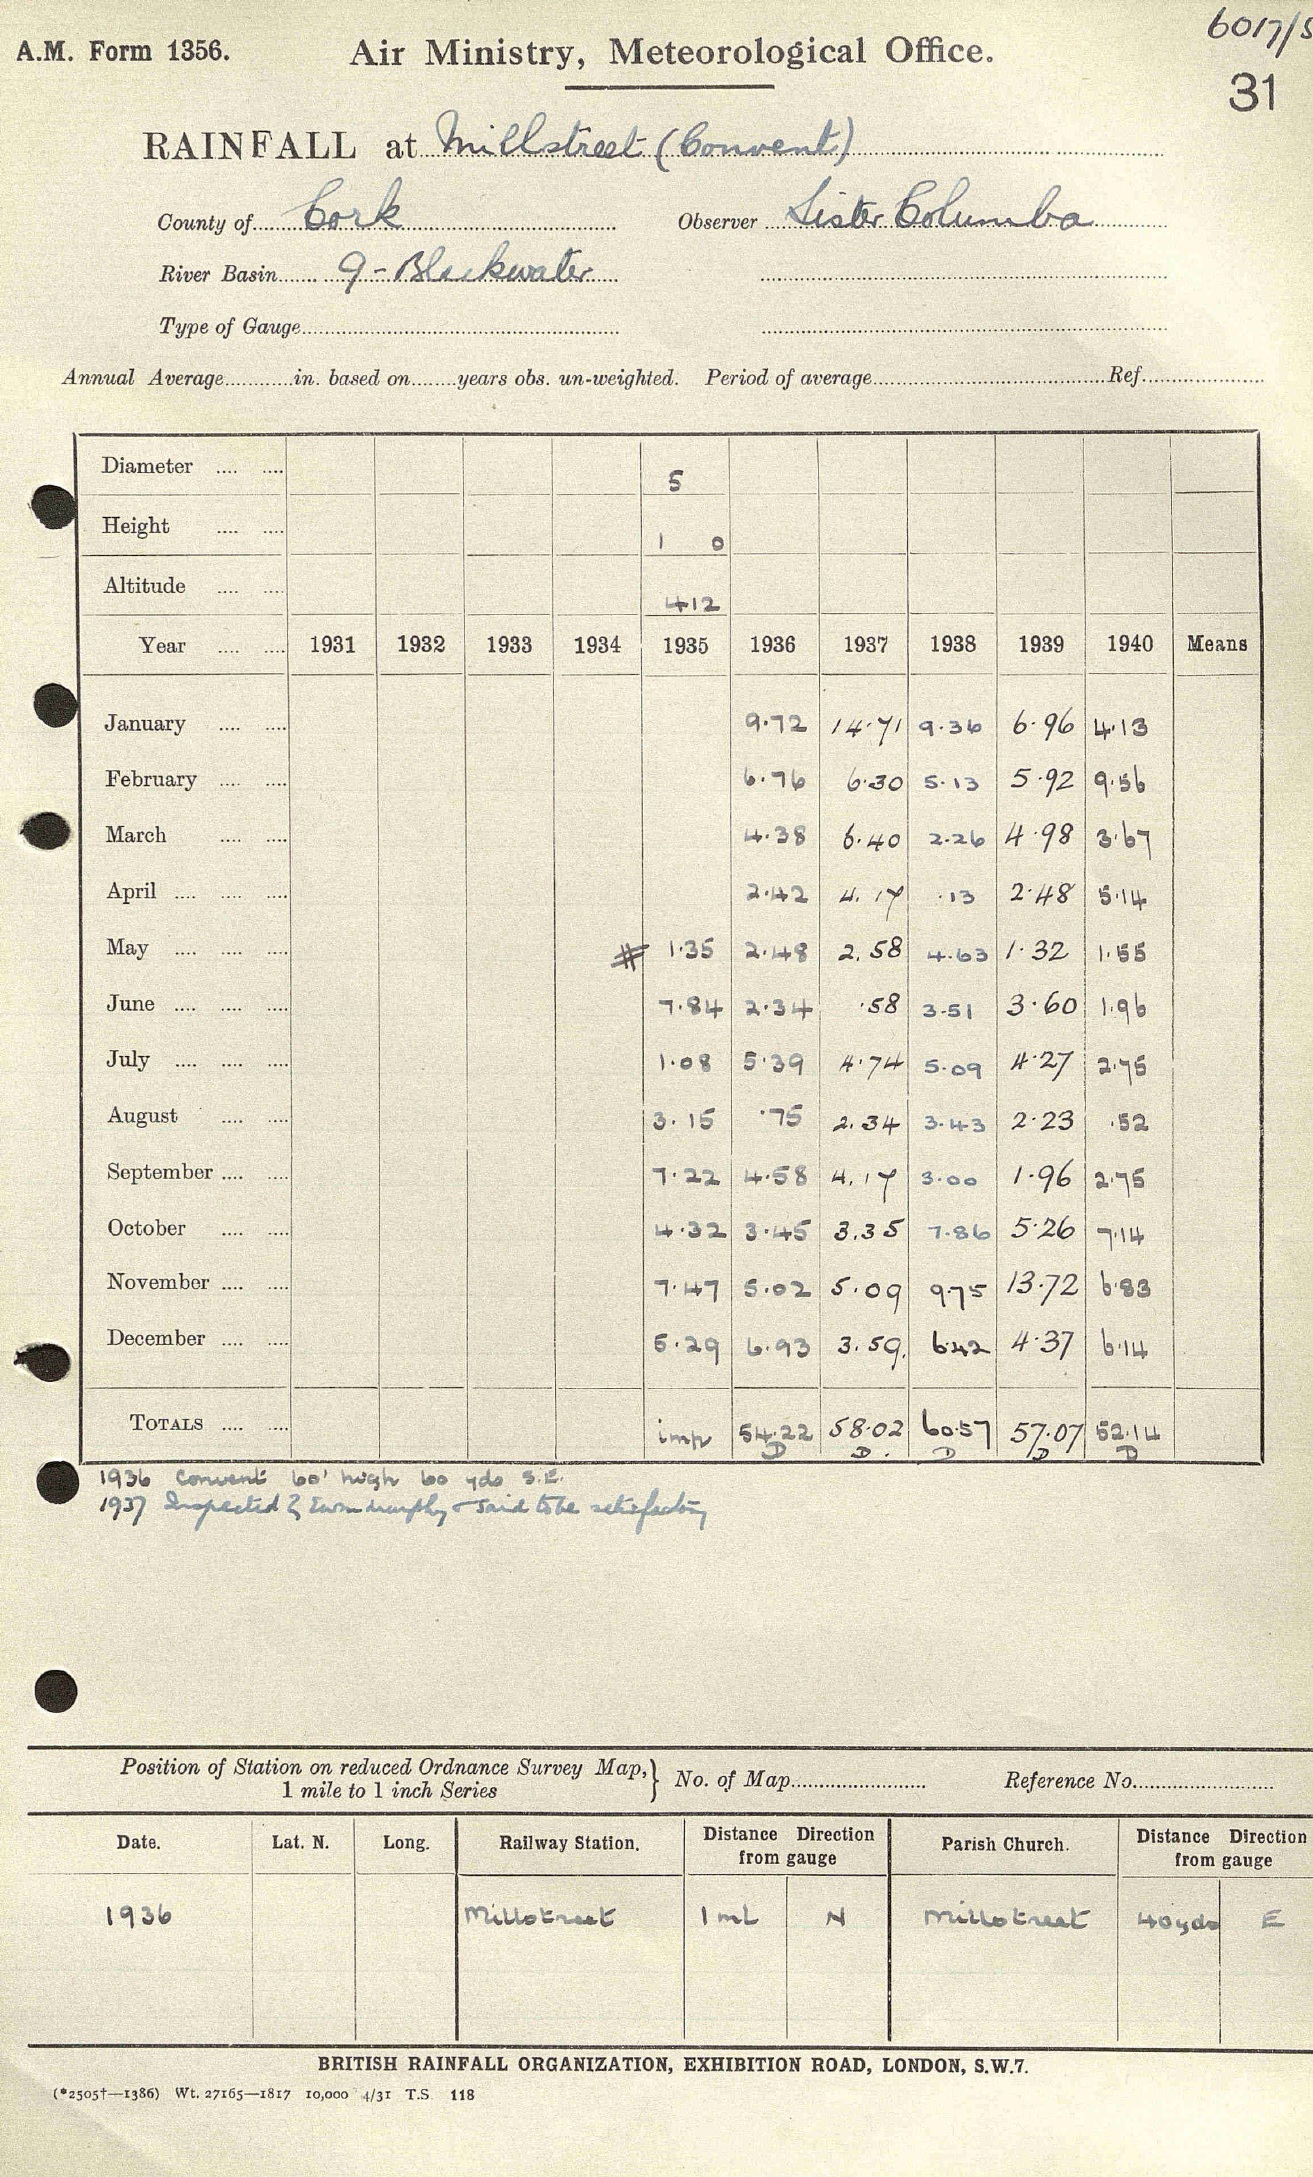 6017/5
A.M. Form 1356. Air Ministry, Meteorological Office.
31
RAINFALL at Millstreet (Convent)
County of Cork Observer Sister Columba
River Basin 9 - Blackwater
Type of Gauge
Annual Average in. based on years obs. un-weighted. Period of average Ref.
Diameter 5
Height 1 0
Altitude 412
Year 1931 1932 1933 1934 1935 1936 1937 1938 1939 1940 Means
January 9.72 14.71 9.36 6.96 4.13
February 6.76 6.30 5.13 5.92 9.56
March 4.38 6.40 2.26 4.98 3.67
April 2.42 4.17 .13 2.48 5.14
May # 1.35 2.48 2.58 4.63 1.32 1.55
June 7.84 2.34 .58 3.51 3.60 1.96
July 1.08 5.39 4.74 5.09 4.27 2.75
August 3.15 .75 2.34 3.43 2.23 .52
September 7.22 4.58 4.17 3.00 1.96 2.75
October 4.32 3.45 3.35 7.86 5.26 7.14
November 7.47 5.02 5.09 9.75 13.72 6.83
December 5.29 6.93 3.59. 6.42 4.37 6.14
TOTALS imp 54.22 58.02 60.57 57.07 52.14
D D. D D D
1936 Convent 60' high 60 yds S.E.
1937 Inspected by murphy - said to be satisfactory
Position of Station on reduced Ordnance Survey Map, } No. of Map Reference No.
1 mile to 1 inch Series
Date. Lat. N. Long. Railway Station. Distance Direction from gauge Parish Church. Distance Direction from gauge
1936 Millstreet 1 ml N Millstreet 40 yds E
BRITISH RAINFALL ORGANIZATION, EXHIBITION ROAD, LONDON, S.W.7.
(*2505†—1386) Wt. 27165—1817 10,000 4/31 T.S. 118